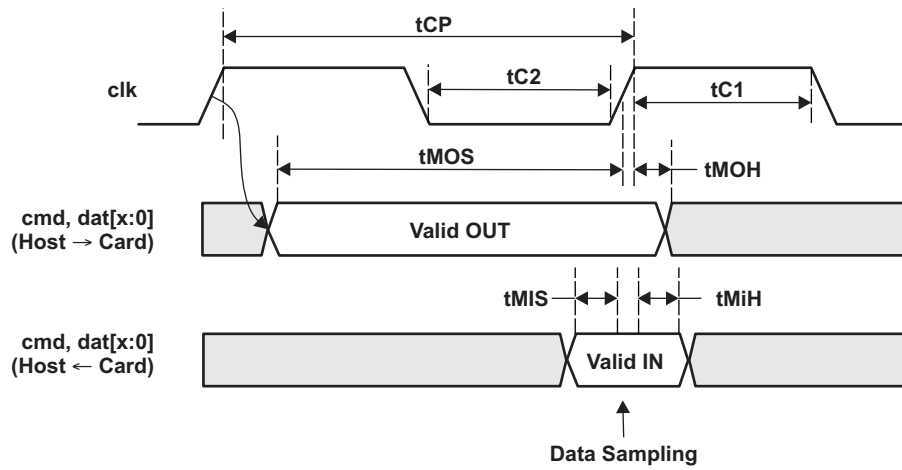 tCP
clk
tC2
tC1
tMOS
tMOH
cmd, dat[x:0]
(Host → Card)
Valid OUT
tMIS
tMiH
cmd, dat[x:0]
(Host ← Card)
Valid IN
Data Sampling